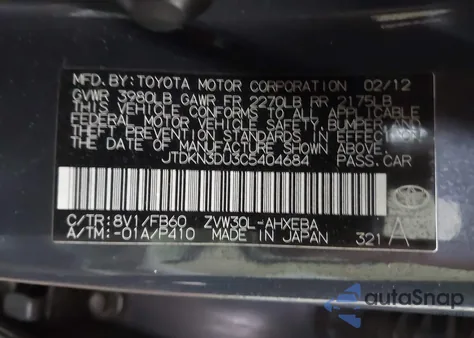 MFD. BY: TOYOTA MOTOR CORPORATION 02/12
GVWR 3980LB GAWR FR 2270LB RR 2175LB
THIS VEHICLE CONFORMS TO ALL APPLICABLE
FEDERAL MOTOR VEHICLE SAFETY, BUMPER, AND
THEFT PREVENTION STANDARDS IN EFFECT ON
THE DATE OF MANUFACTURE SHOWN ABOVE.
JTDKN3DU3C5404684 PASS. CAR
C/TR: 8V1/FB60 ZVW30L-AHXEBA
A/TM: -01A/P410 MADE IN JAPAN 321 A
autoSnap